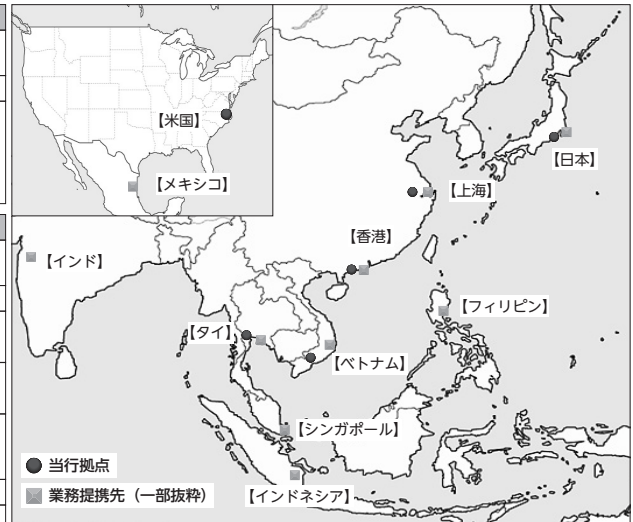 【米国】
【メキシコ】
【日本】
【上海】
【香港】
【インド】
【フィリピン】
【タイ】
【ベトナム】
【シンガポール】
当行拠点
業務提携先（一部抜粋）
【インドネシア】